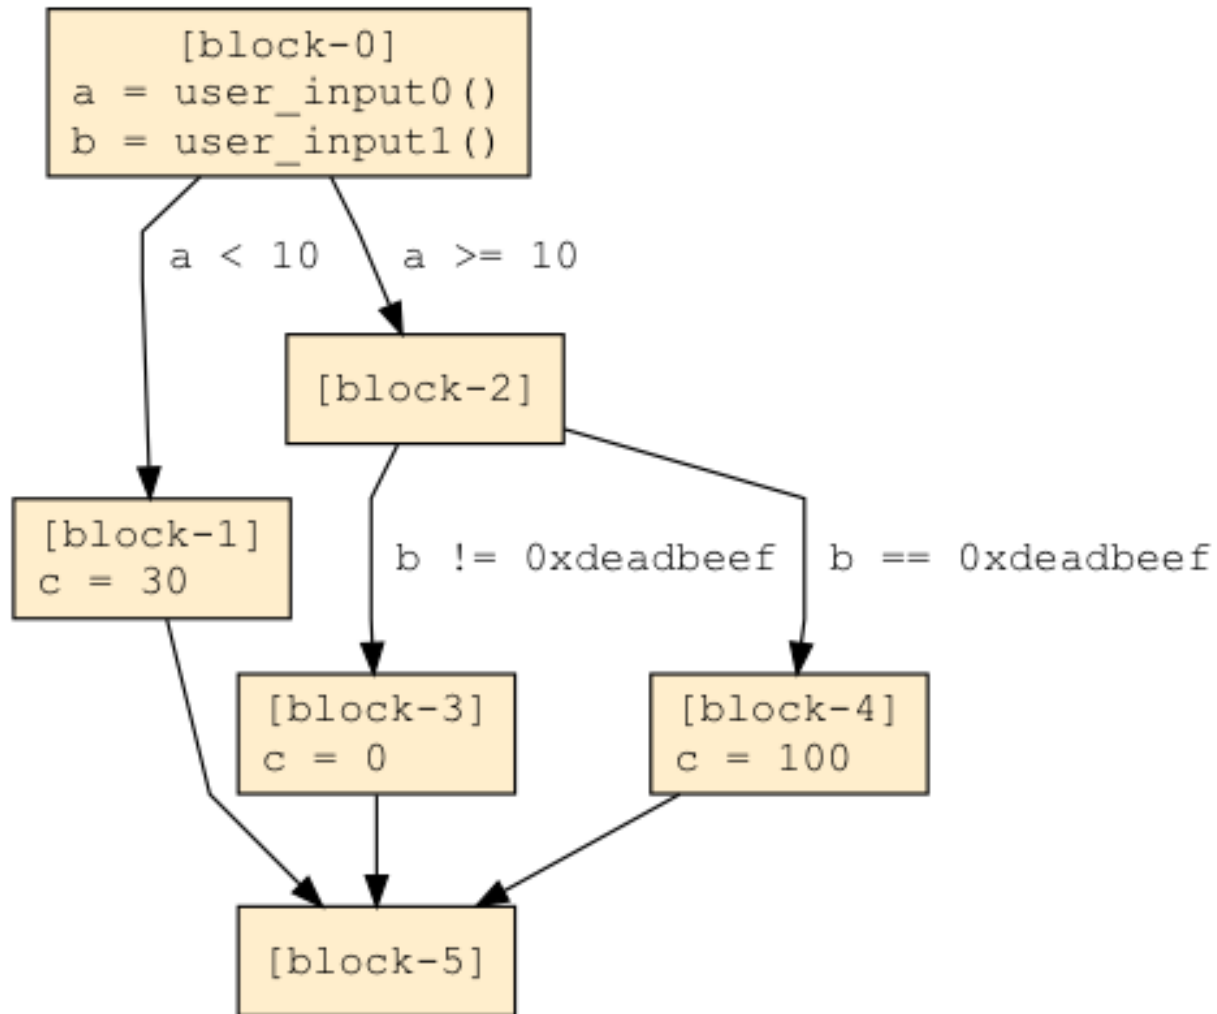 [block-0]
a = user_input0()
b = user_input1()
a < 10
a >= 10
[block-2]
[block-1]
c = 30
b != 0xdeadbeef
b == 0xdeadbeef
[block-3]
c = 0
[block-4]
c = 100
[block-5]